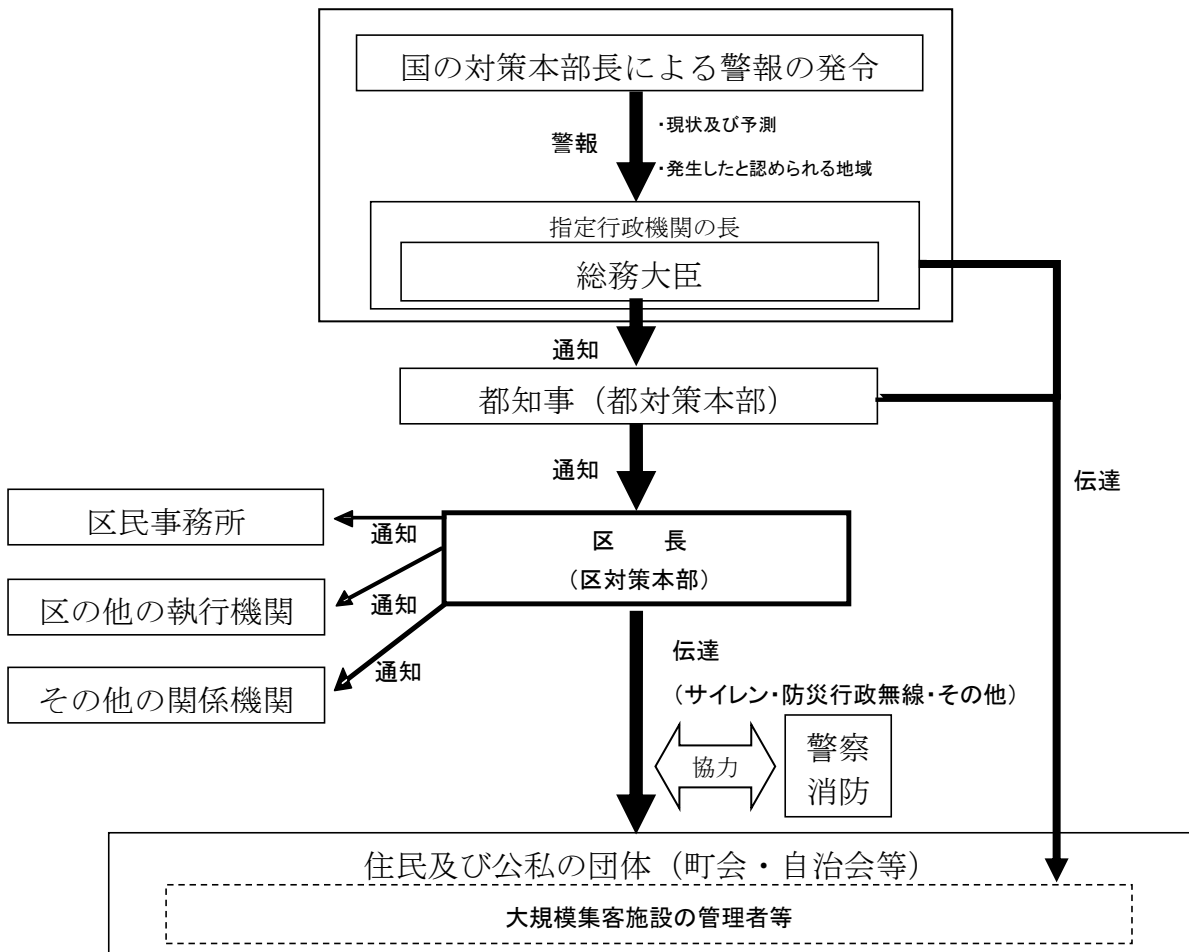 国の対策本部長による警報の発令
・現状及び予測
警報
・発生したと認められる地域
指定行政機関の長
総務大臣
通知
都知事（都対策本部）
通知
伝達
区民事務所
通知
区　　長
（区対策本部）
区の他の執行機関
通知
その他の関係機関
通知
伝達
（サイレン・防災行政無線・その他）
協力
警察
消防
住民及び公私の団体（町会・自治会等）
大規模集客施設の管理者等